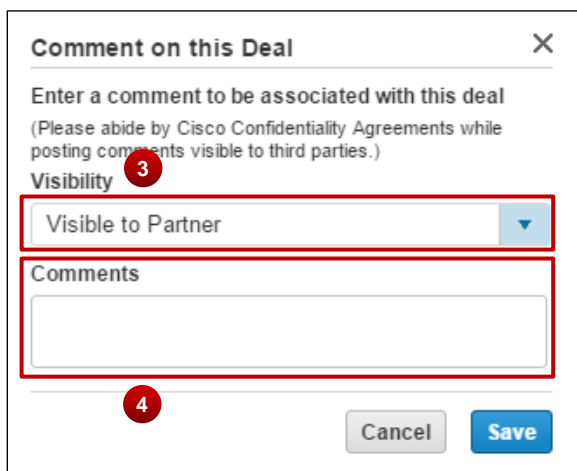 Comment on this Deal
Enter a comment to be associated with this deal
(Please abide by Cisco Confidentiality Agreements while
posting comments visible to third parties.)
3
Visibility
Visible to Partner
Comments
4
Cancel Save